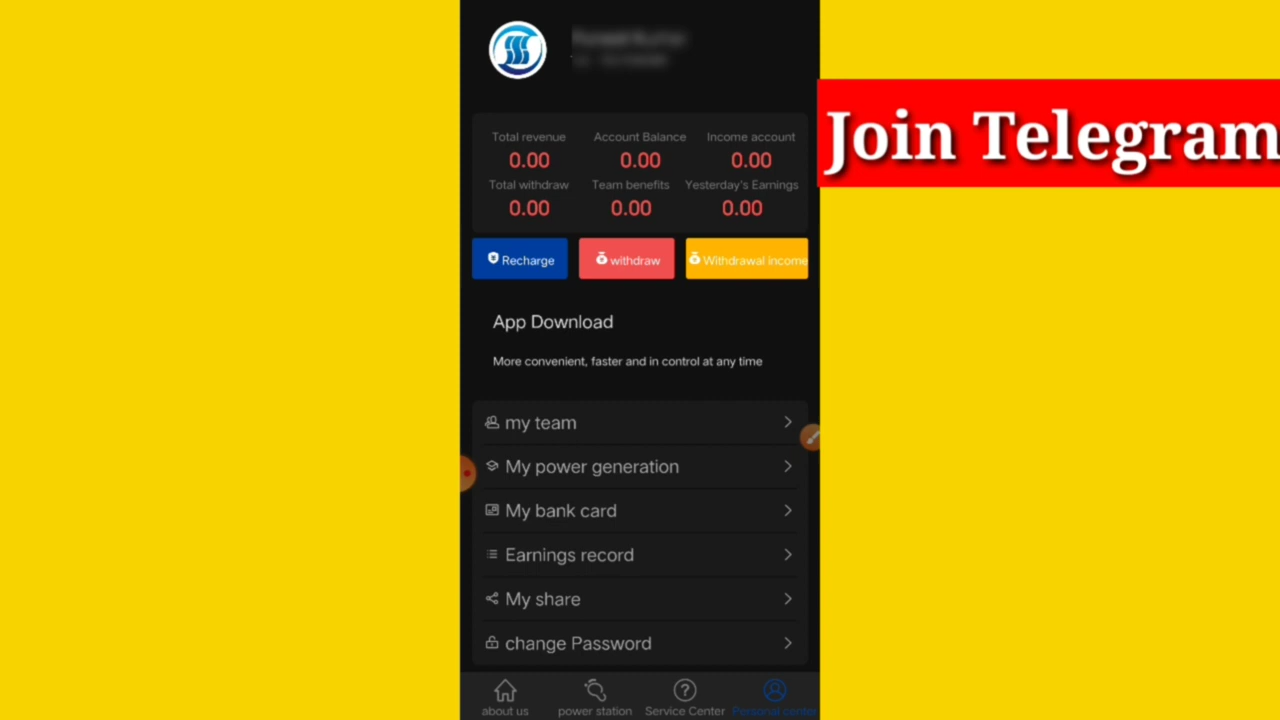 Join Telegram
Total revenue Account Balance Income account
0.00 0.00 0.00
Total withdraw Team benefits Yesterday's Earnings
0.00 0.00 0.00
Recharge withdraw Withdrawal income
App Download
More convenient, faster and in control at any time
my team
My power generation
My bank card
Earnings record
My share
change Password
about us power station Service Center Personal center